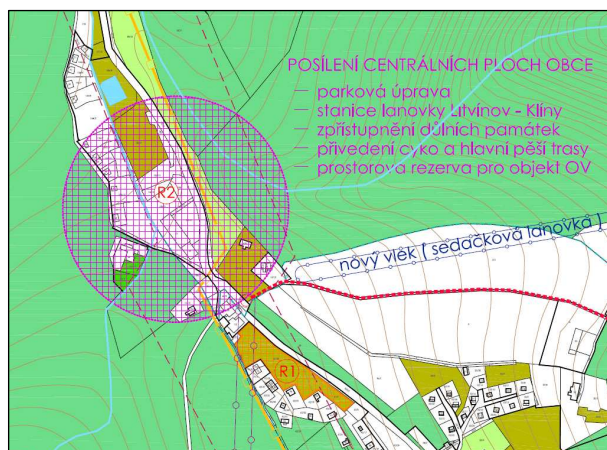 POSÍLENÍ CENTRÁLNÍCH PLOCH OBCE
— parková úprava
— stanice lanovky Litvínov - Klíny
— zpřístupnění důlních památek
— přivedení cyklo a hlavní pěší trasy
— prostorová rezerva pro objekt OV
R2
nový vlek ( sedačková lanovka )
R1